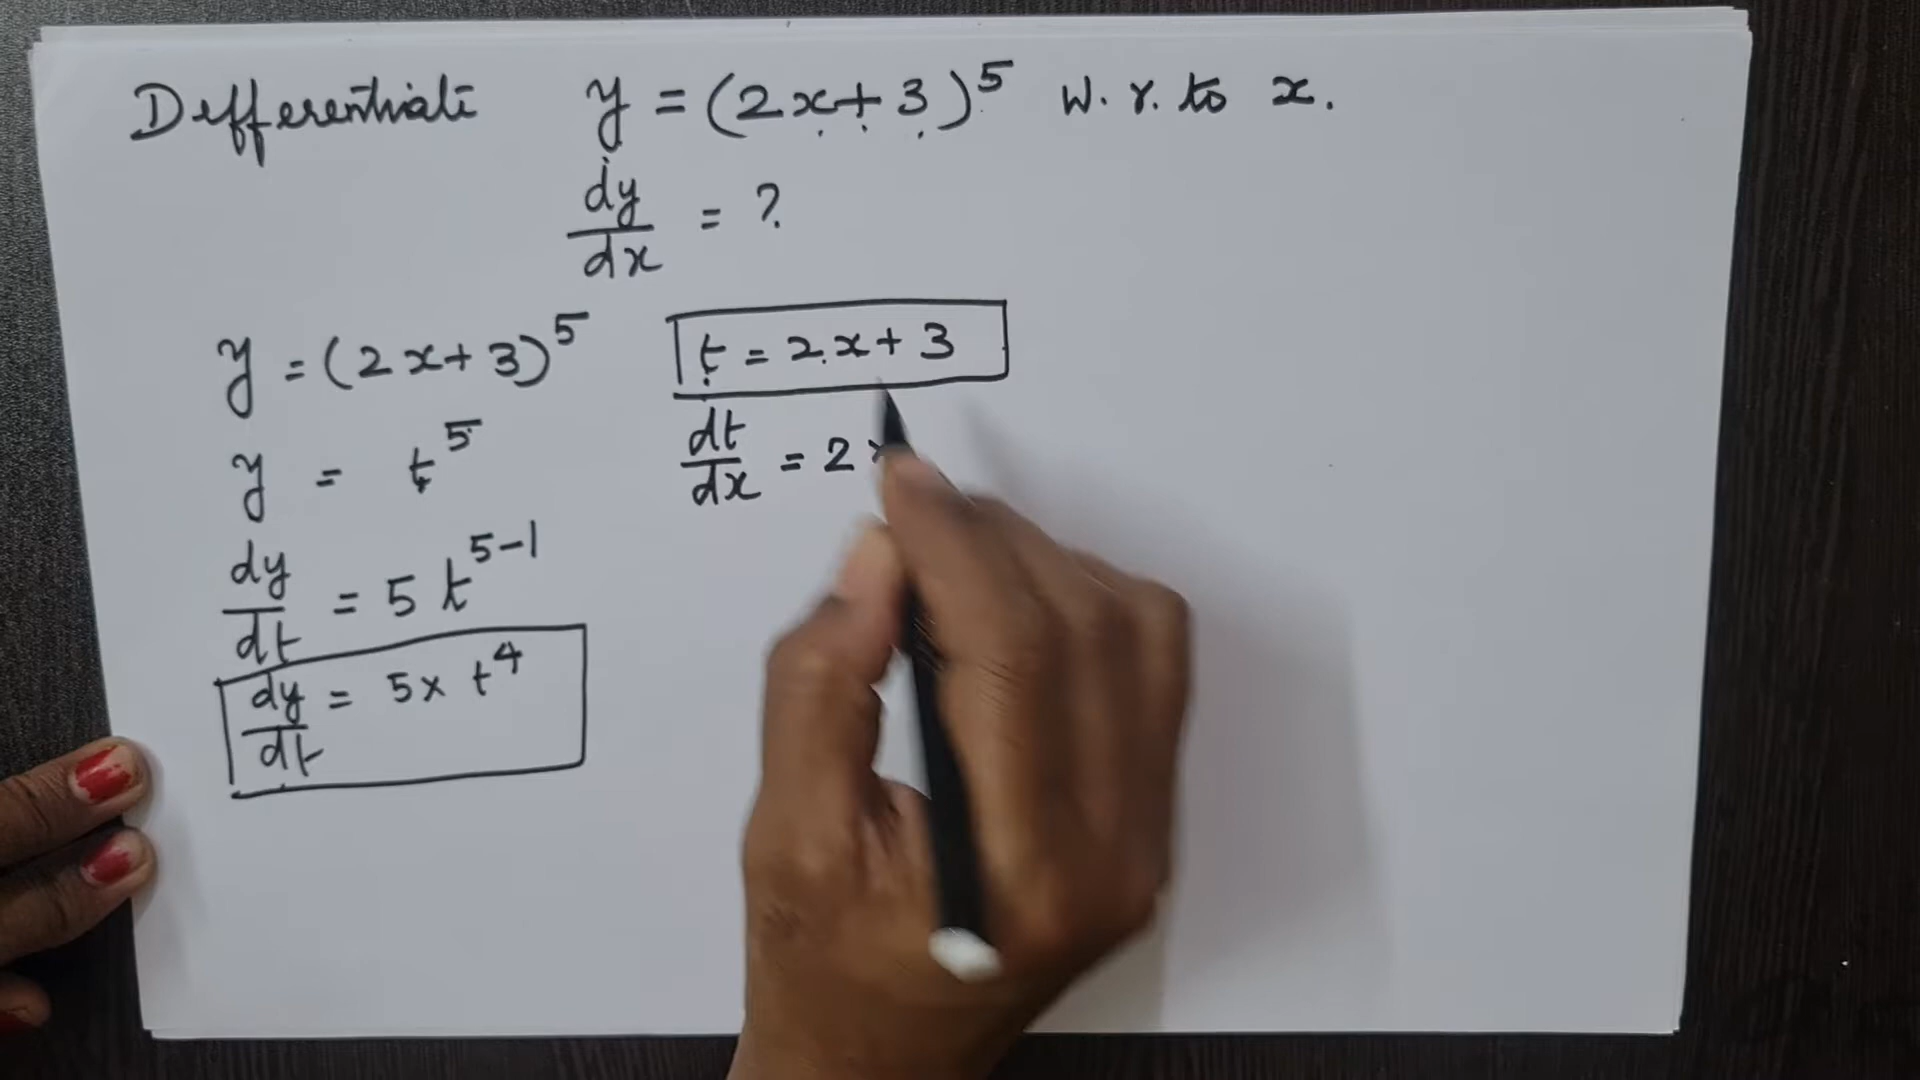 Differentiate y = (2x+3)^5 w.r.to x.
dy/dx = ?
y = (2x+3)^5
y = t^5
dy/dt = 5 t^5-1
dy/dt = 5 x t^4
t = 2x+3
dt/dx = 2 x